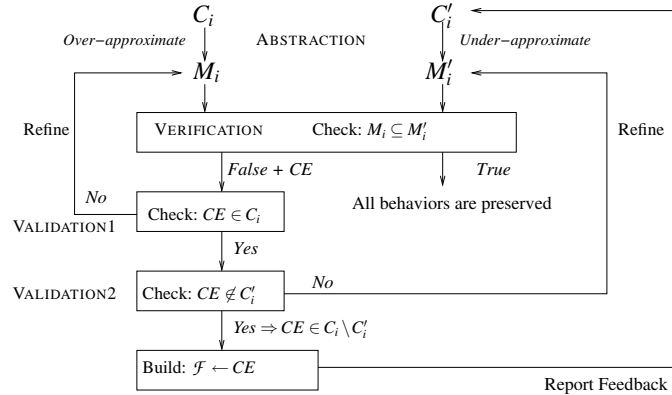 C_i C'_i
Over−approximate ABSTRACTION Under−approximate
M_i M'_i
Refine VERIFICATION Check: M_i ⊆ M'_i Refine
False + CE True
No All behaviors are preserved
Check: CE ∈ C_i
VALIDATION1
Yes
VALIDATION2 Check: CE ∉ C'_i No
Yes ⇒ CE ∈ C_i \ C'_i
Build: ℱ ← CE
Report Feedback